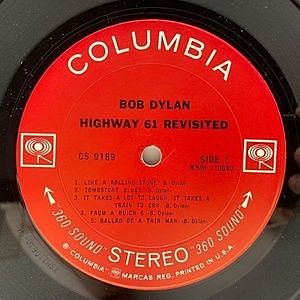 COLUMBIA
BOB DYLAN
HIGHWAY 61 REVISITED
CS 9189
SIDE 1
1. LIKE A ROLLING STONE (B. Dylan)
2. TOMBSTONE BLUES (B. Dylan)
3. IT TAKES A LOT TO LAUGH, IT TAKES A
TRAIN TO CRY (B. Dylan)
4. FROM A BUICK 6 (B. Dylan)
5. BALLAD OF A THIN MAN (B. Dylan)
"360 SOUND" STEREO "360 SOUND"
® "COLUMBIA", MARCAS REG. PRINTED IN U.S.A.